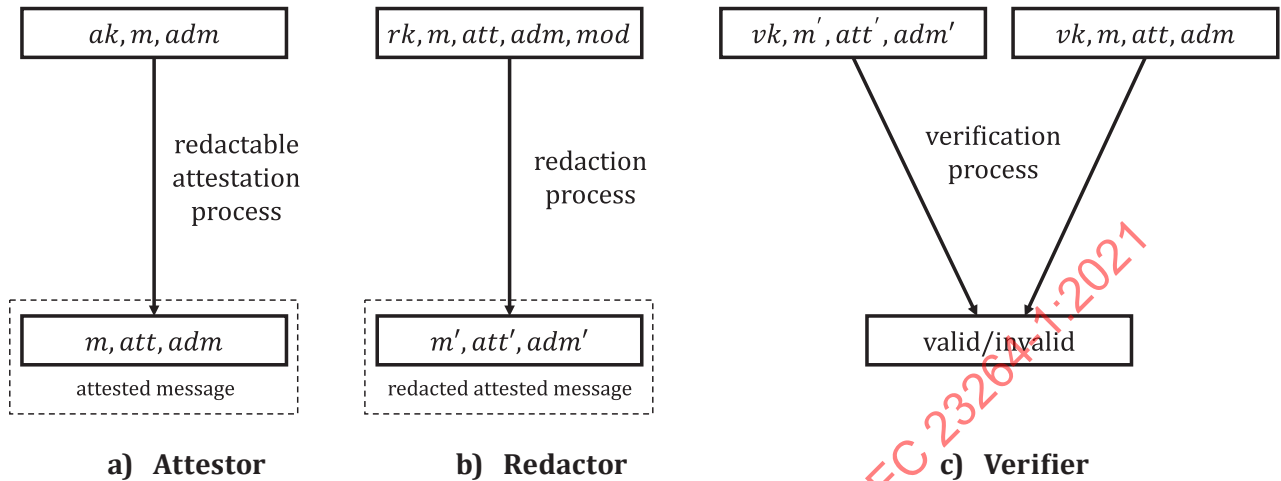 ak, m, adm
redactable
attestation
process
m, att, adm
attested message
a) Attestor
rk, m, att, adm, mod
redaction
process
m′, att′, adm′
redacted attested message
b) Redactor
vk, m′, att′, adm′
vk, m, att, adm
verification
process
valid/invalid
c) Verifier
EC 23264-1:2021